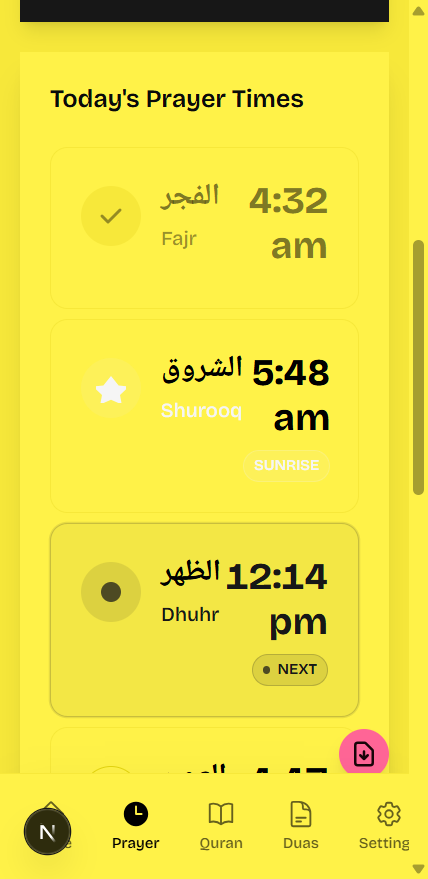 Today's Prayer Times
الفجر
Fajr
4:32
am
الشروق
Shurooq
5:48
am
SUNRISE
الظهر
Dhuhr
12:14
pm
NEXT
N
Prayer
Quran
Duas
Setting